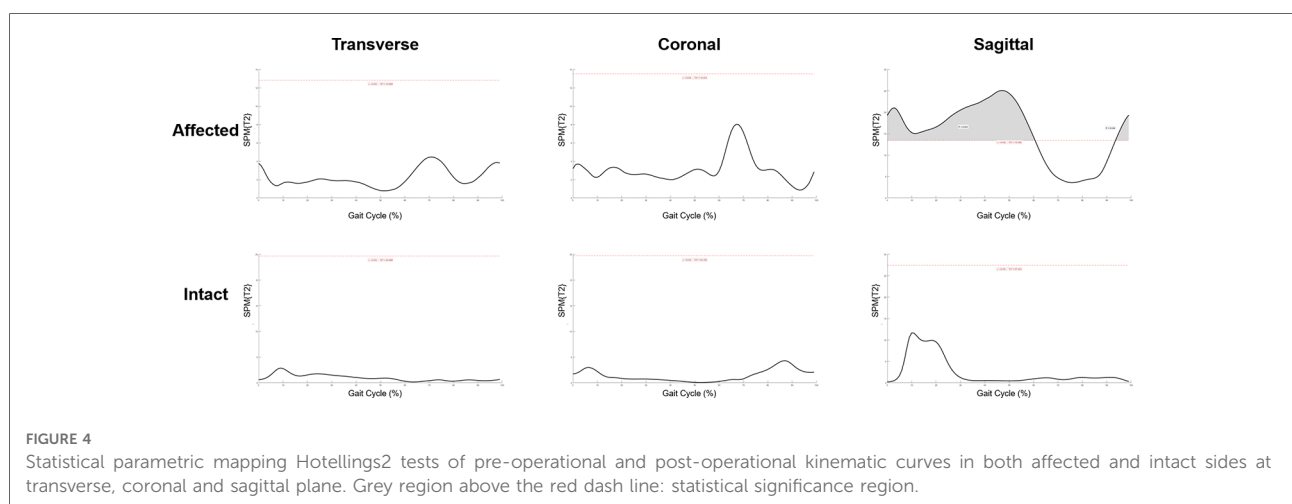 Transverse
Coronal
Sagittal
Affected
SPM{T2}
SPM{T2}
SPM{T2}
Gait Cycle (%)
Gait Cycle (%)
Gait Cycle (%)
Intact
SPM{T2}
SPM{T2}
SPM{T2}
Gait Cycle (%)
Gait Cycle (%)
Gait Cycle (%)
FIGURE 4
Statistical parametric mapping Hotellings2 tests of pre-operational and post-operational kinematic curves in both affected and intact sides at
transverse, coronal and sagittal plane. Grey region above the red dash line: statistical significance region.